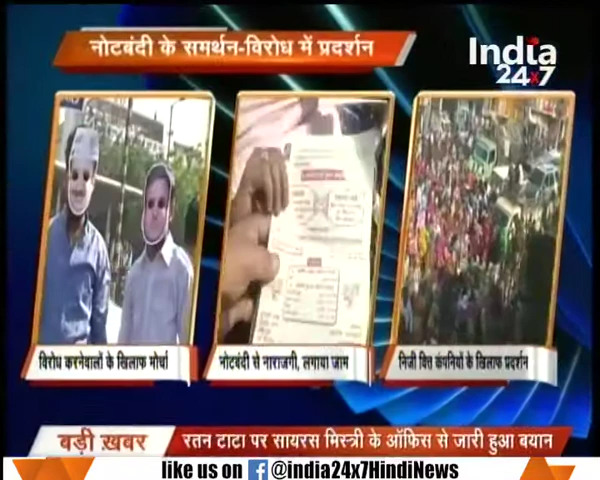 नोटबंदी के समर्थन-विरोध में प्रदर्शन
India
24x7
विरोध करनेवालों के खिलाफ मोर्चा
नोटबंदी से नाराजगी, लगाया जाम
निजी वित्त कंपनियों के खिलाफ प्रदर्शन
बड़ी ख़बर
रतन टाटा पर सायरस मिस्त्री के ऑफिस से जारी हुआ बयान
like us on f @india24x7HindiNews